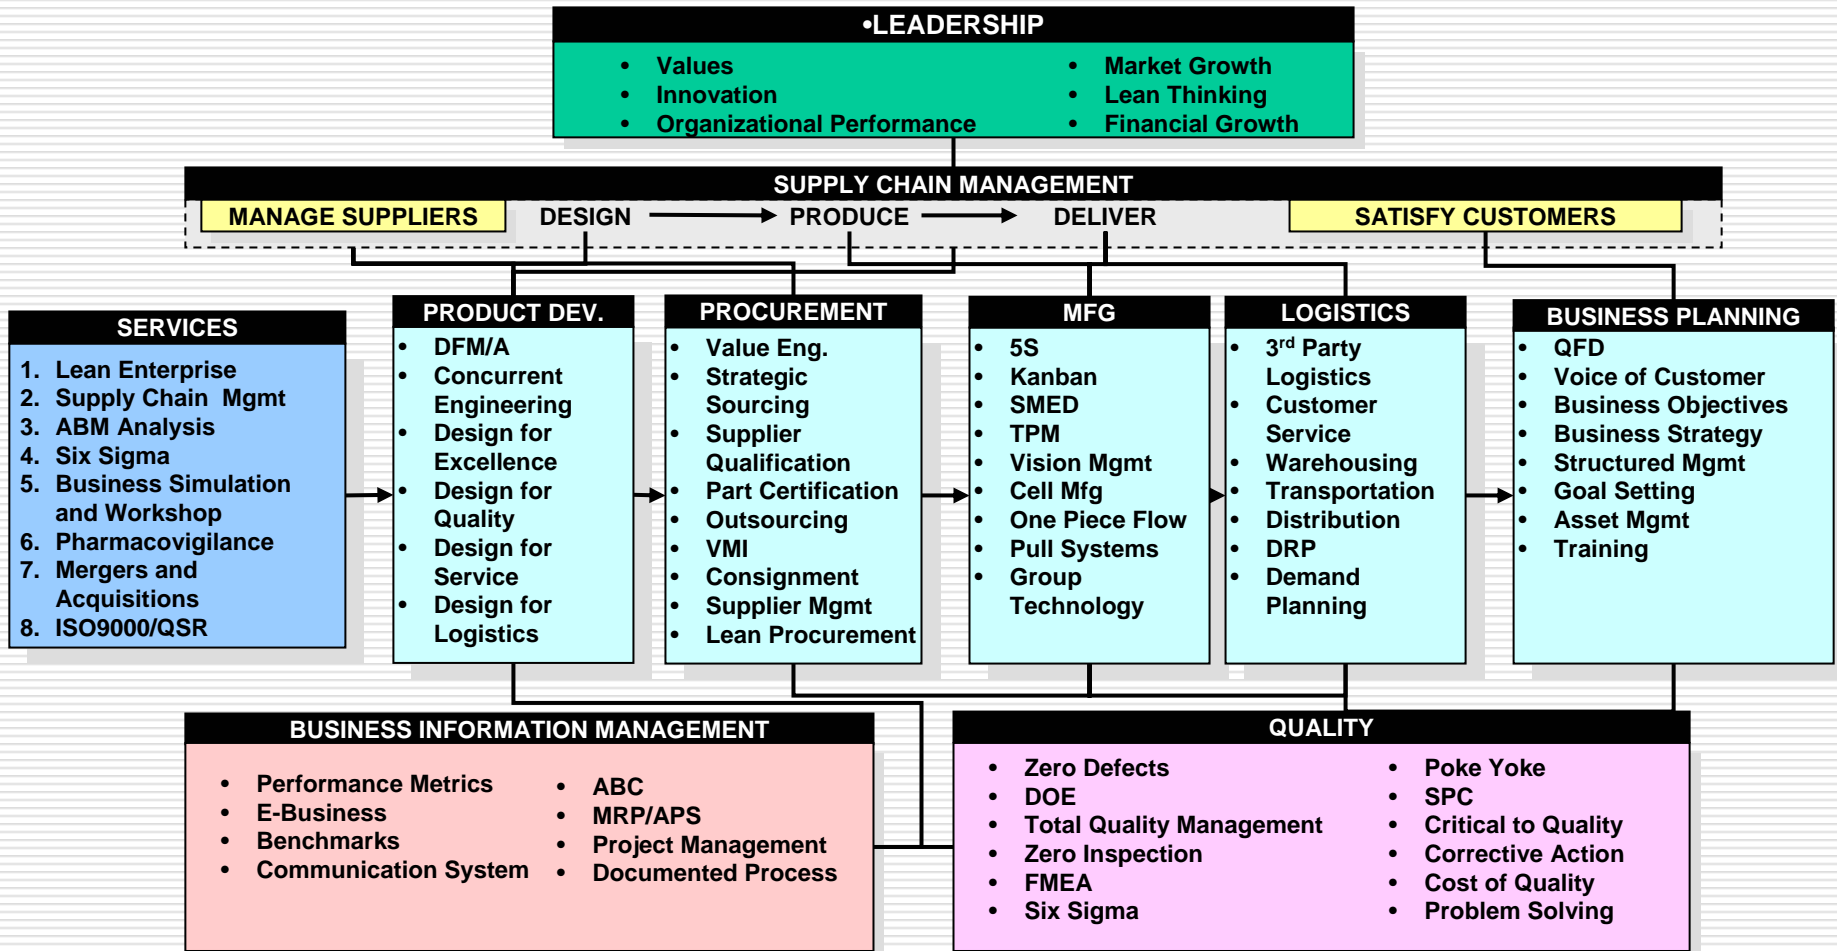 •LEADERSHIP
• Values
• Innovation
• Organizational Performance
• Market Growth
• Lean Thinking
• Financial Growth
SUPPLY CHAIN MANAGEMENT
MANAGE SUPPLIERS
DESIGN
PRODUCE
DELIVER
SATISFY CUSTOMERS
SERVICES
1. Lean Enterprise
2. Supply Chain Mgmt
3. ABM Analysis
4. Six Sigma
5. Business Simulation
and Workshop
6. Pharmacovigilance
7. Mergers and
Acquisitions
8. ISO9000/QSR
PRODUCT DEV.
• DFM/A
• Concurrent
Engineering
• Design for
Excellence
• Design for
Quality
• Design for
Service
• Design for
Logistics
PROCUREMENT
• Value Eng.
• Strategic
Sourcing
• Supplier
Qualification
• Part Certification
• Outsourcing
• VMI
• Consignment
• Supplier Mgmt
• Lean Procurement
MFG
• 5S
• Kanban
• SMED
• TPM
• Vision Mgmt
• Cell Mfg
• One Piece Flow
• Pull Systems
• Group
Technology
LOGISTICS
• 3rd Party
Logistics
• Customer
Service
• Warehousing
• Transportation
• Distribution
• DRP
• Demand
Planning
BUSINESS PLANNING
• QFD
• Voice of Customer
• Business Objectives
• Business Strategy
• Structured Mgmt
• Goal Setting
• Asset Mgmt
• Training
BUSINESS INFORMATION MANAGEMENT
• Performance Metrics
• E-Business
• Benchmarks
• Communication System
• ABC
• MRP/APS
• Project Management
• Documented Process
QUALITY
• Zero Defects
• DOE
• Total Quality Management
• Zero Inspection
• FMEA
• Six Sigma
• Poke Yoke
• SPC
• Critical to Quality
• Corrective Action
• Cost of Quality
• Problem Solving